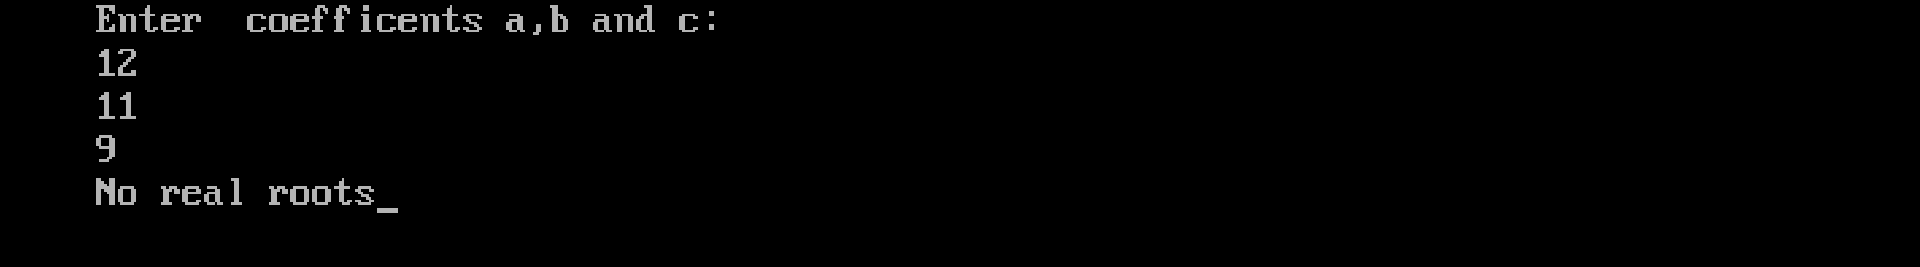 Enter  coefficents a,b and c:
12
11
9
No real roots_